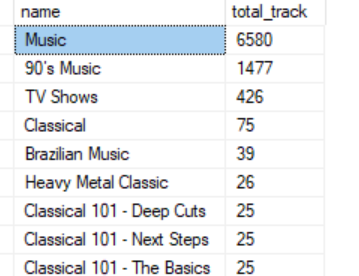 name total_track
Music 6580
90's Music 1477
TV Shows 426
Classical 75
Brazilian Music 39
Heavy Metal Classic 26
Classical 101 - Deep Cuts 25
Classical 101 - Next Steps 25
Classical 101 - The Basics 25